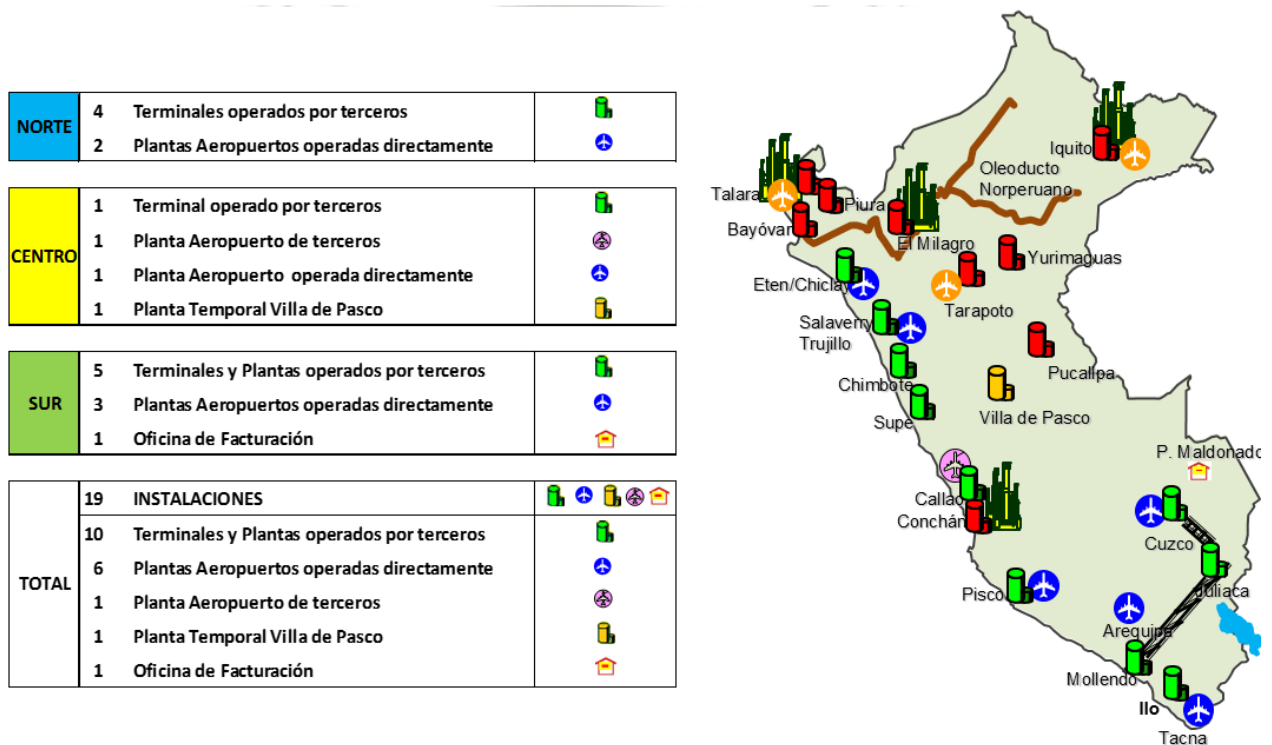 NORTE
4 Terminales operados por terceros
2 Plantas Aeropuertos operadas directamente
CENTRO
1 Terminal operado por terceros
1 Planta Aeropuerto de terceros
1 Planta Aeropuerto operada directamente
1 Planta Temporal Villa de Pasco
SUR
5 Terminales y Plantas operados por terceros
3 Plantas Aeropuertos operadas directamente
1 Oficina de Facturación
TOTAL
19 INSTALACIONES
10 Terminales y Plantas operados por terceros
6 Plantas Aeropuertos operadas directamente
1 Planta Aeropuerto de terceros
1 Planta Temporal Villa de Pasco
1 Oficina de Facturación
Iquito
Oleoducto
Norperuano
Talara
Piura
Bayóvar
El Milagro
Yurimaguas
Eten/Chiclay
Tarapoto
Salaverry
Trujillo
Chimbote
Pucallpa
Supe
Villa de Pasco
P. Maldonado
Callao
Conchán
Cuzco
Juliaca
Pisco
Arequipa
Mollendo
Ilo
Tacna